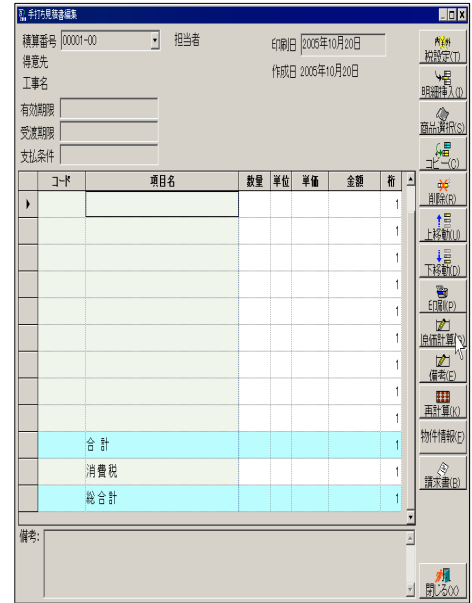 手打ち見積書編集
積算番号 00001-00 担当者 印刷日 2005年10月20日
得意先 作成日 2005年10月20日
工事名
有効期限
受渡期限
支払条件
コード 項目名 数量 単位 単価 金額 桁
1
1
1
1
1
1
1
1
1
合 計 1
消費税 1
総合計 1
備考:
税設定(T)
明細挿入(I)
商品選択(S)
コピー(C)
削除(R)
上移動(U)
下移動(D)
印刷(P)
原価計算
備考(E)
再計算(K)
物件情報(F)
請求書(B)
閉じる(X)